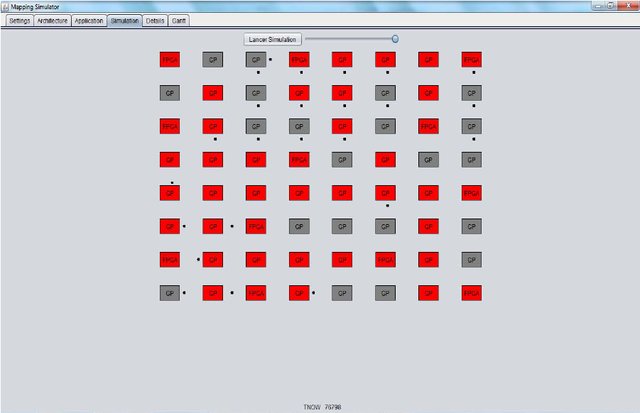 Mapping Simulator
Settings Architecture Application Simulation Details Gantt
Lancer Simulation
FPGA GP GP FPGA GP GP GP FPGA
GP GP GP GP GP GP GP GP
FPGA GP GP GP GP GP FPGA GP
GP GP GP FPGA GP GP GP GP
GP GP GP GP GP GP GP FPGA
GP GP FPGA GP GP GP GP GP
FPGA GP GP GP GP FPGA GP GP
GP GP FPGA GP GP GP GP FPGA
TNOW 76798